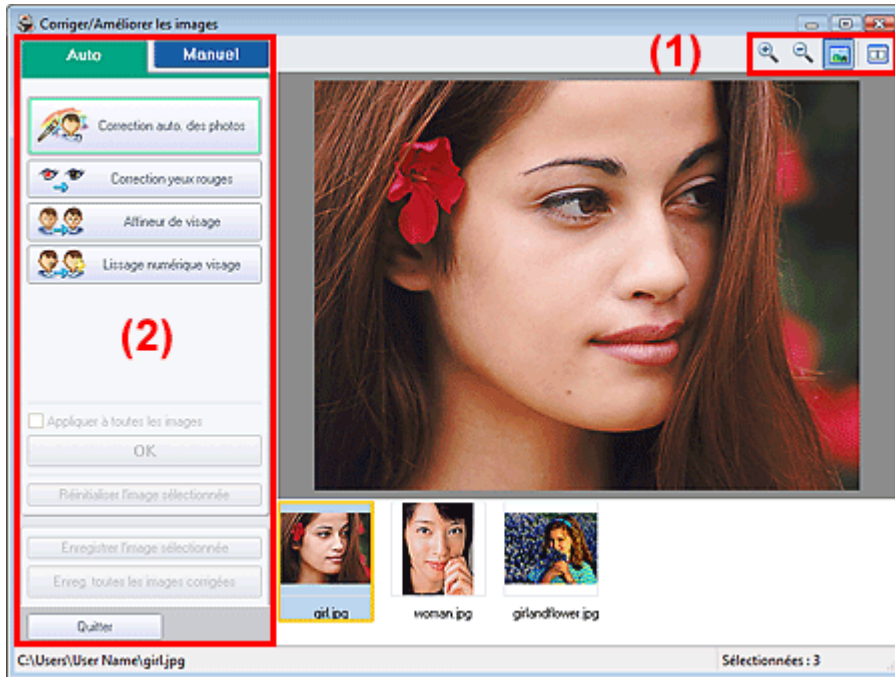 Corriger/Améliorer les images
Auto
Manuel
(1)
Correction auto. des photos
Correction yeux rouges
Affineur de visage
Lissage numérique visage
(2)
Appliquer à toutes les images
OK
Réinitialiser l'image sélectionnée
Enregistrer l'image sélectionnée
Enreg. toutes les images corrigées
Quitter
girl.jpg
woman.jpg
girlandflower.jpg
C:\Users\User Name\girl.jpg
Sélectionnées : 3